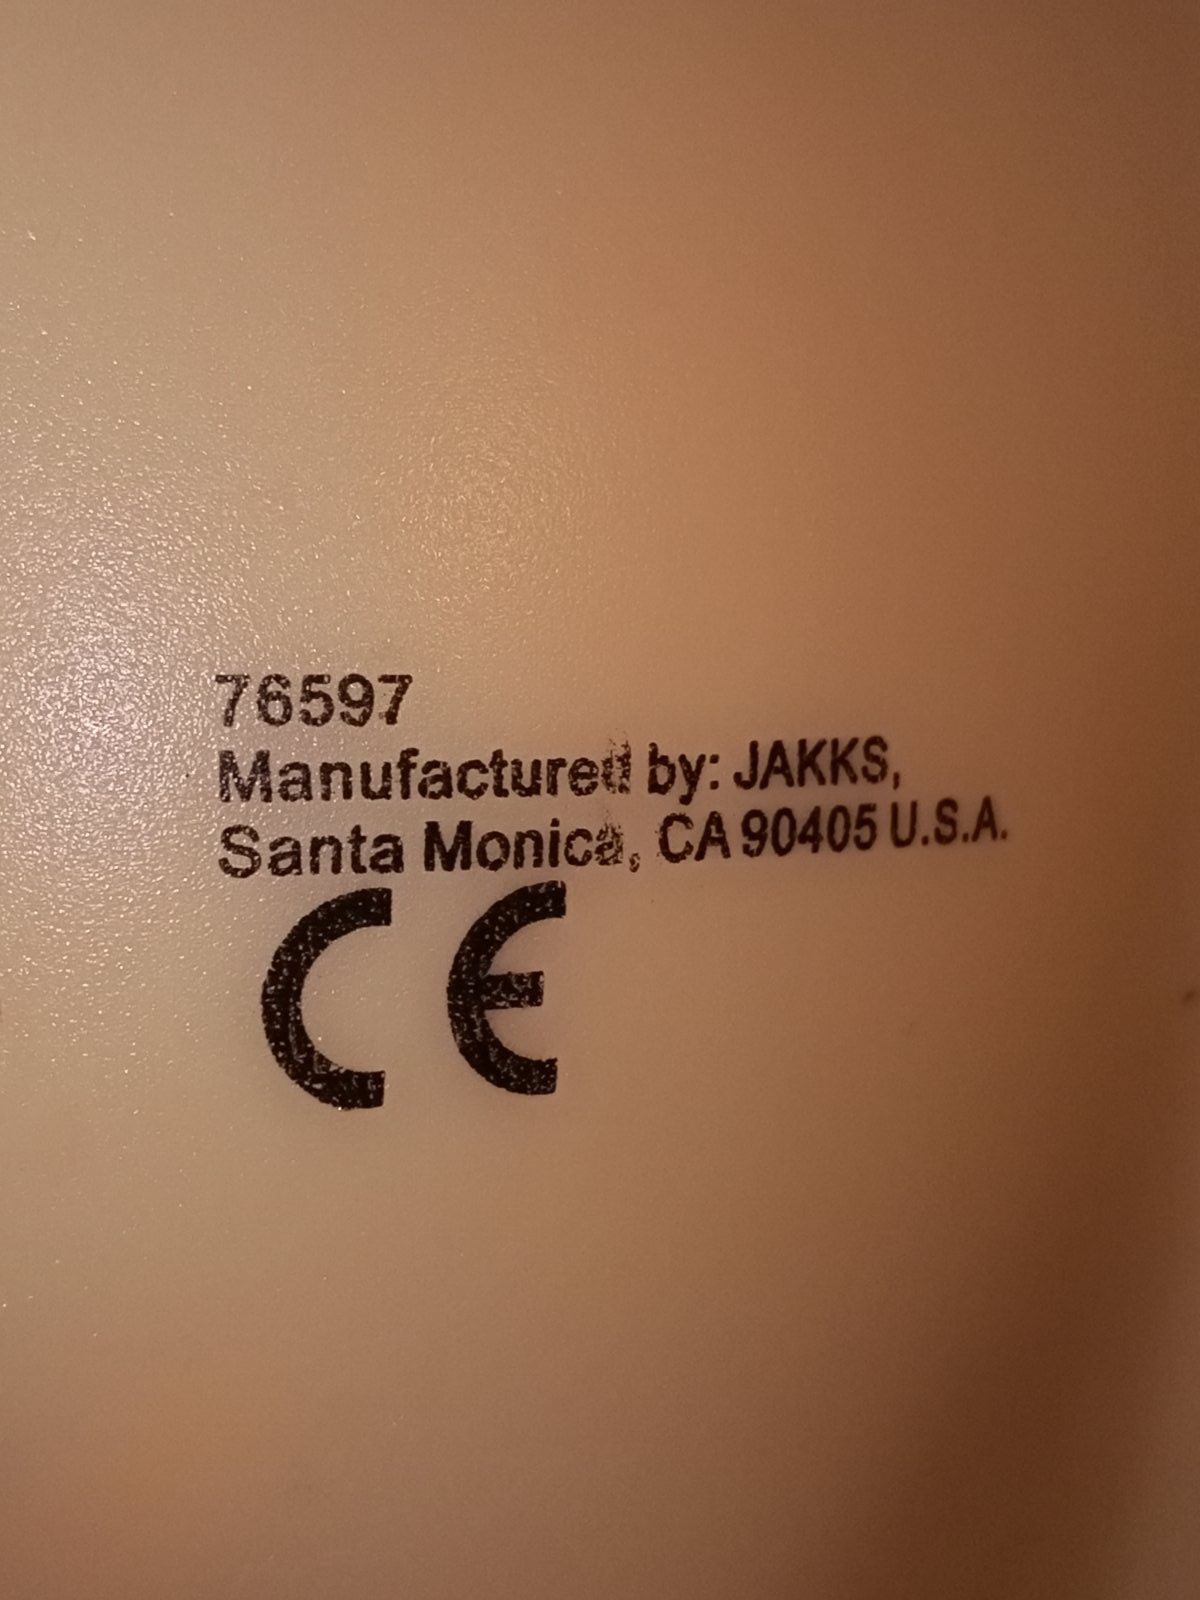 76597
Manufactured by: JAKKS,
Santa Monica, CA 90405 U.S.A.
CE